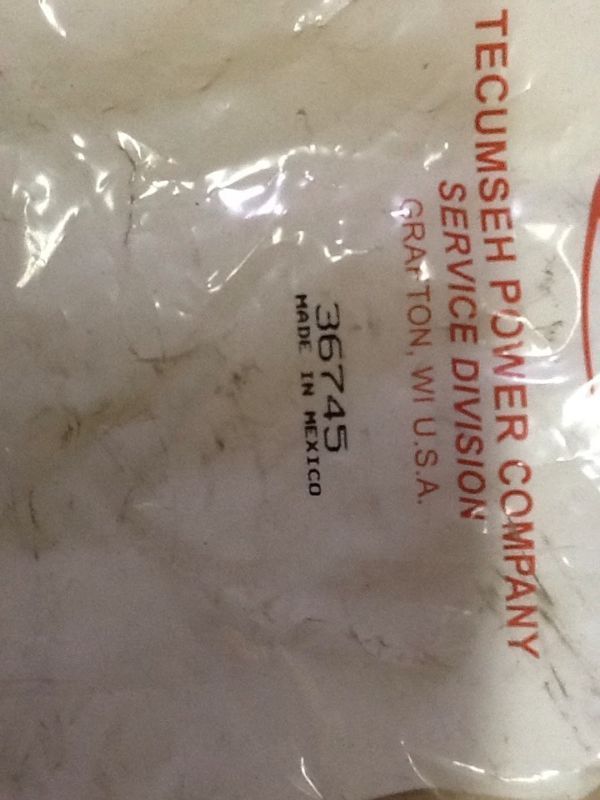 TECUMSEH POWER COMPANY
SERVICE DIVISION
GRAFTON, WI U.S.A.
36745
MADE IN MEXICO